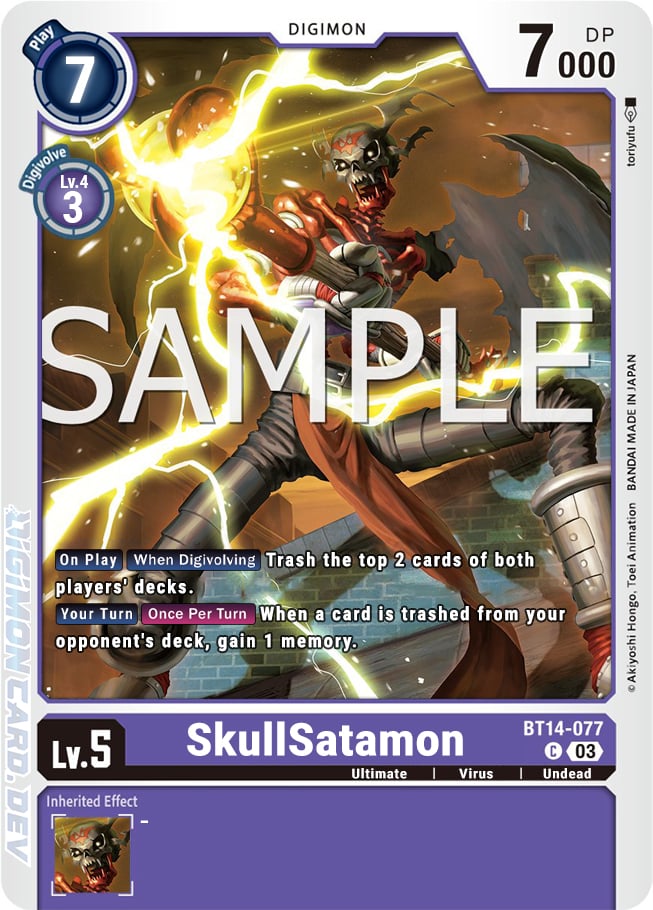 Play
7
DIGIMON
7000
DP
Digivolve
Lv.4
3
toriyufu
SAMPLE
On Play When Digivolving Trash the top 2 cards of both
players' decks.
Your Turn Once Per Turn When a card is trashed from your
opponent's deck, gain 1 memory.
© Akiyoshi Hongo, Toei Animation BANDAI MADE IN JAPAN
DIGIMONCARD.DEV
Lv.5
SkullSatamon
BT14-077
C 03
Ultimate | Virus | Undead
Inherited Effect
-